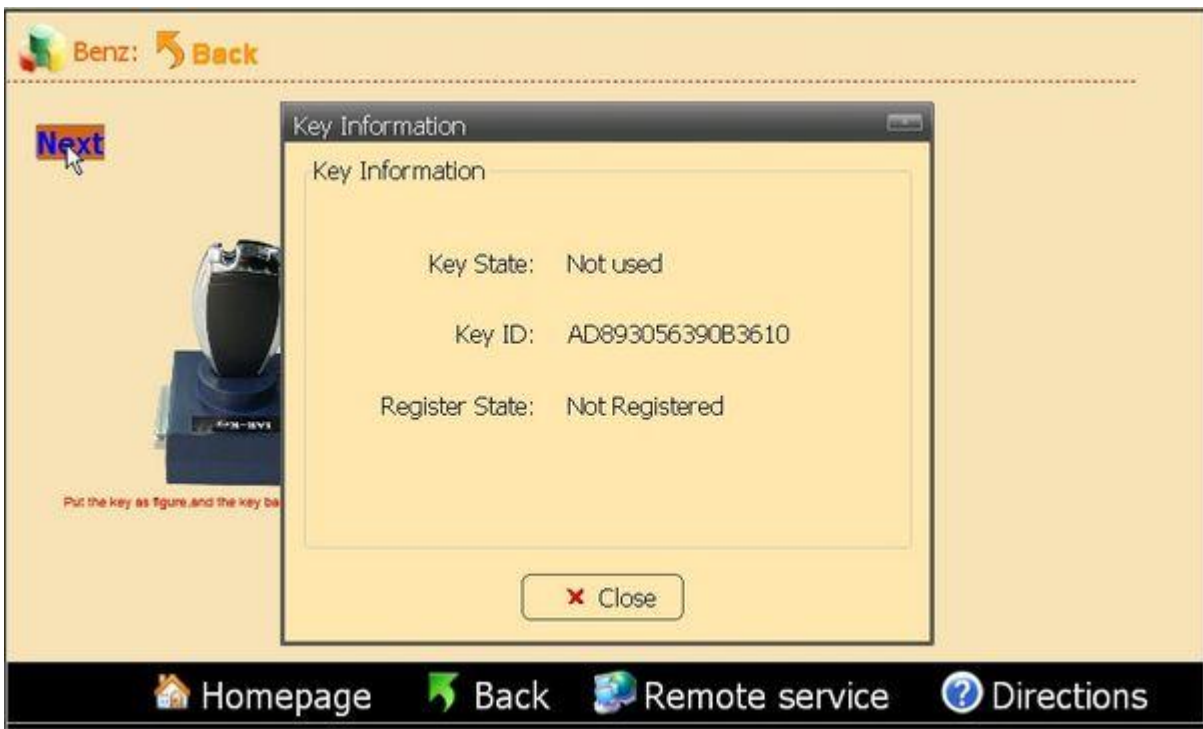 Benz: Back
Next
Key Information
Key Information
Key State: Not used
Key ID: AD893056390B3610
Register State: Not Registered
Put the key as figure,and the key ba
Close
Homepage Back Remote service Directions